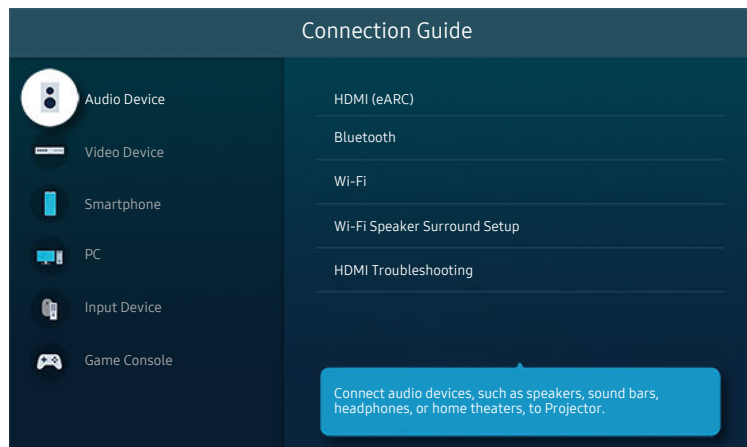 Connection Guide
Audio Device
Video Device
Smartphone
PC
Input Device
Game Console
HDMI (eARC)
Bluetooth
Wi-Fi
Wi-Fi Speaker Surround Setup
HDMI Troubleshooting
Connect audio devices, such as speakers, sound bars,
headphones, or home theaters, to Projector.